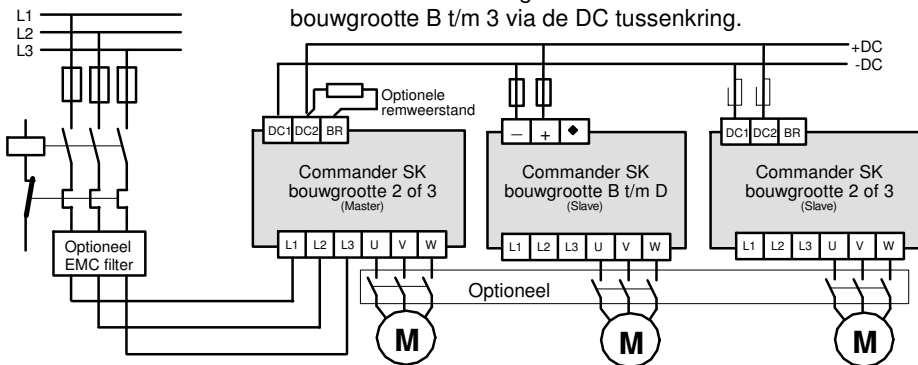 bouwgrootte B t/m 3 via de DC tussenkring.
L1
L2
L3
+DC
-DC
Optionele
remweerstand
DC1 DC2 BR
– + ◆
DC1 DC2 BR
Commander SK
bouwgrootte 2 of 3
(Master)
Commander SK
bouwgrootte B t/m D
(Slave)
Commander SK
bouwgrootte 2 of 3
(Slave)
L1 L2 L3 U V W
L1 L2 L3 U V W
L1 L2 L3 U V W
Optioneel
EMC filter
Optioneel
M
M
M